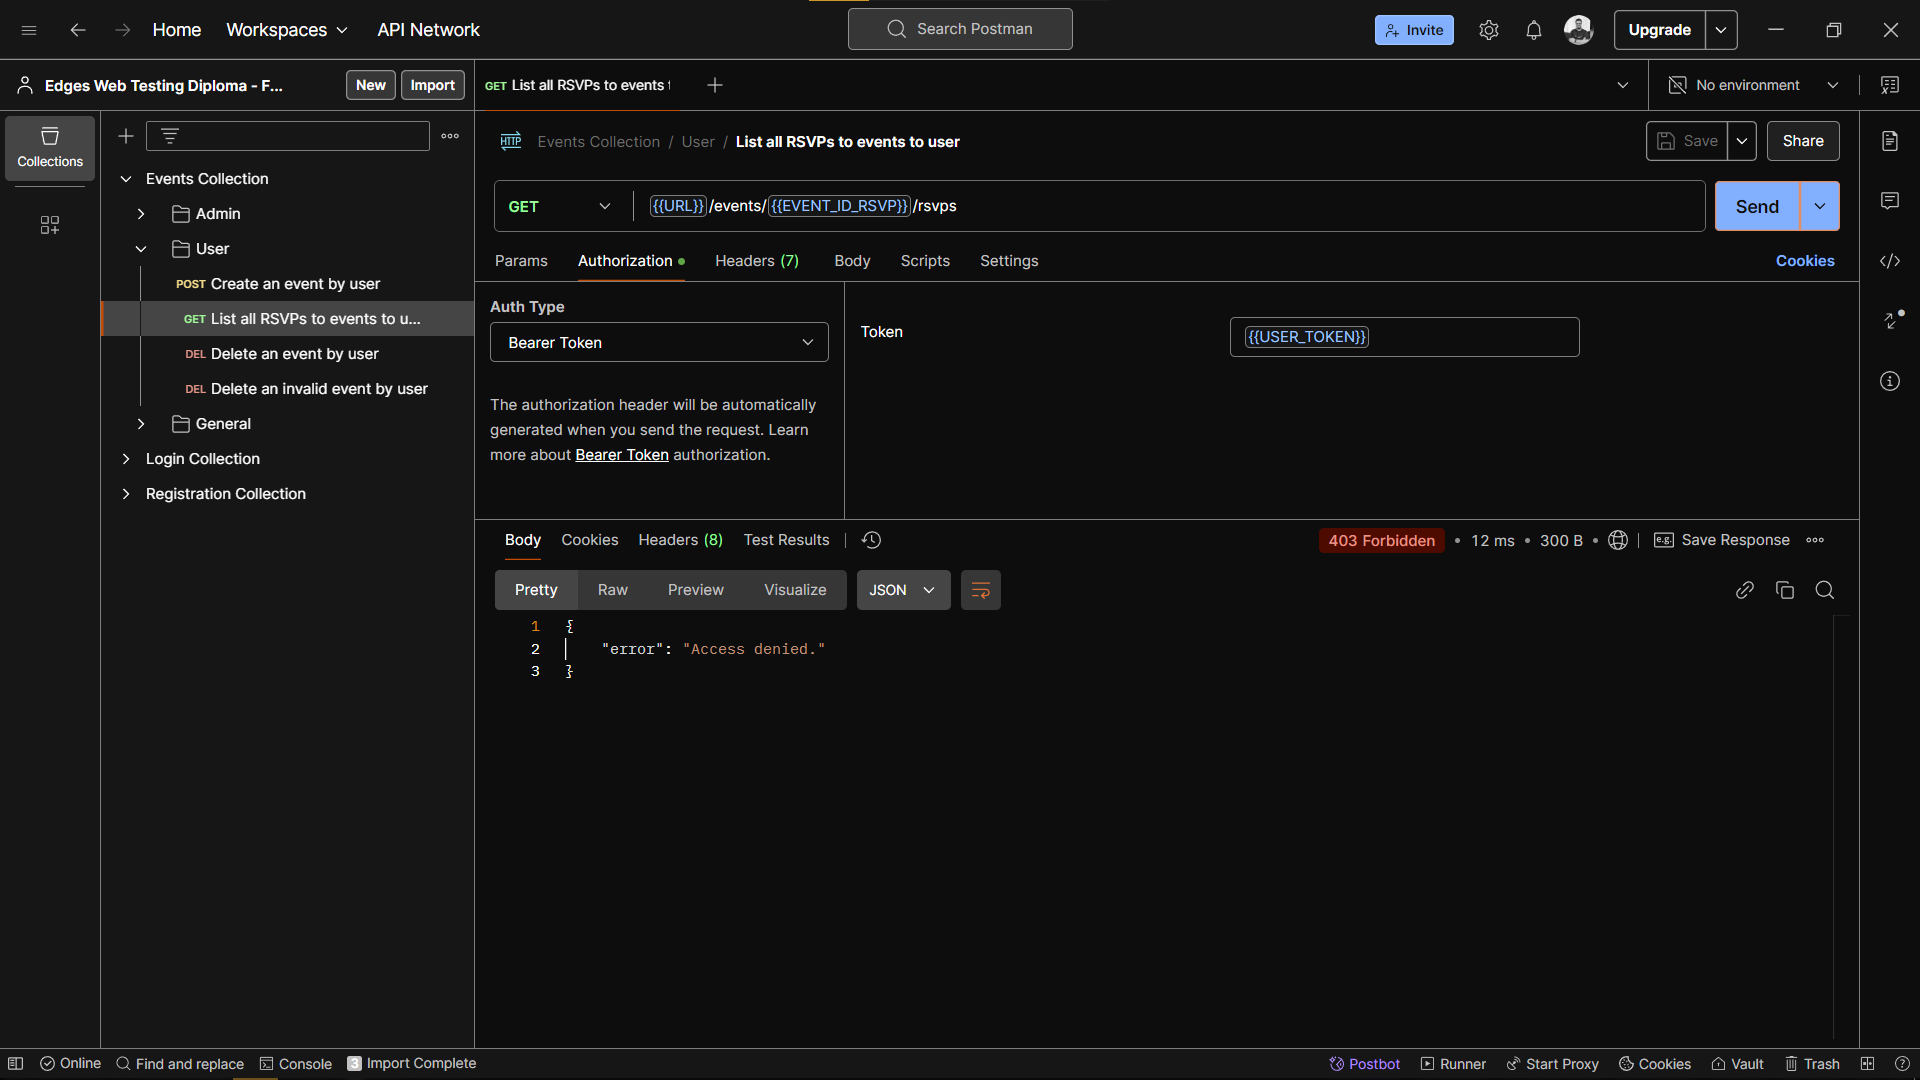 Home Workspaces API Network Search Postman Invite Upgrade
Edges Web Testing Diploma - F... New Import GET List all RSVPs to events No environment
Collections
Events Collection
Admin
User
POST Create an event by user
GET List all RSVPs to events to u...
DEL Delete an event by user
DEL Delete an invalid event by user
General
Login Collection
Registration Collection
HTTP Events Collection / User / List all RSVPs to events to user Save Share
GET {{URL}}/events/{{EVENT_ID_RSVP}}/rsvps Send
Params Authorization Headers (7) Body Scripts Settings Cookies
Auth Type
Bearer Token
Token {{USER_TOKEN}}
The authorization header will be automatically
generated when you send the request. Learn
more about Bearer Token authorization.
Body Cookies Headers (8) Test Results 403 Forbidden • 12 ms • 300 B • e.g. Save Response
Pretty Raw Preview Visualize JSON
1 {
2 "error": "Access denied."
3 }
Online Find and replace Console 3 Import Complete Postbot Runner Start Proxy Cookies Vault Trash